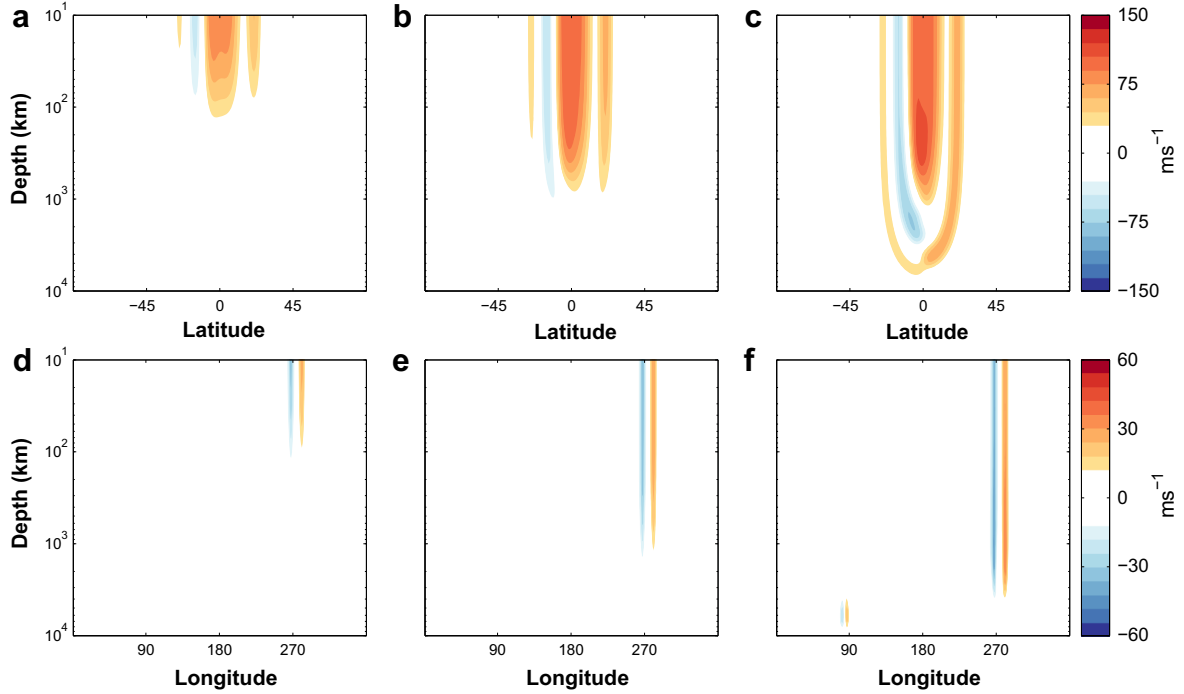 a
b
c
10¹
10²
10³
10⁴
Depth (km)
−45
0
45
Latitude
−45
0
45
Latitude
−45
0
45
Latitude
150
75
0
−75
−150
ms⁻¹
d
e
f
10¹
10²
10³
10⁴
Depth (km)
90
180
270
Longitude
90
180
270
Longitude
90
180
270
Longitude
60
30
0
−30
−60
ms⁻¹